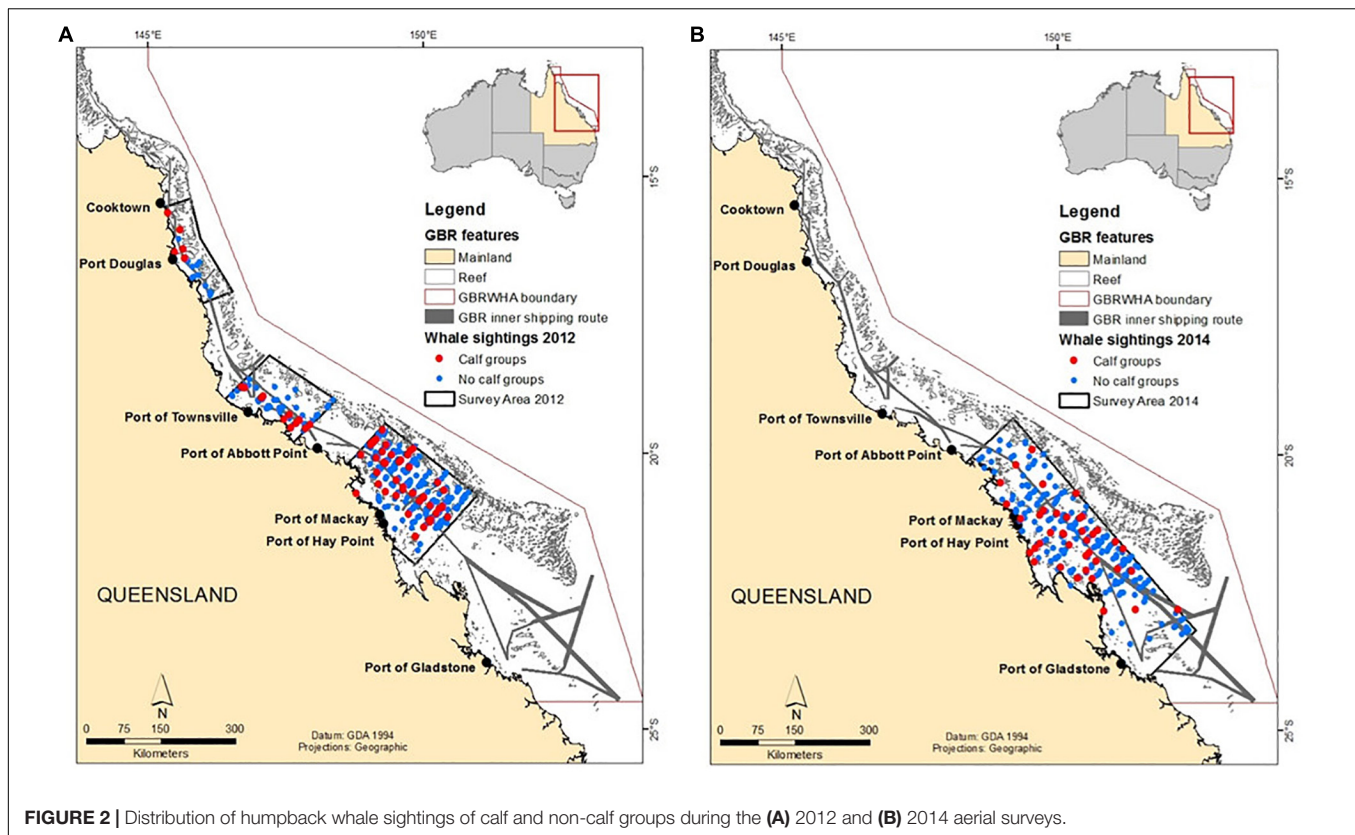 A
145°E
150°E
15°S
20°S
25°S
Cooktown
Port Douglas
Port of Townsville
Port of Abbott Point
Port of Mackay
Port of Hay Point
QUEENSLAND
Port of Gladstone
Legend
GBR features
Mainland
Reef
GBRWHA boundary
GBR inner shipping route
Whale sightings 2012
Calf groups
No calf groups
Survey Area 2012
N
0 75 150 300
Kilometers
Datum: GDA 1994
Projections: Geographic
B
145°E
150°E
15°S
20°S
25°S
Cooktown
Port Douglas
Port of Townsville
Port of Abbott Point
Port of Mackay
Port of Hay Point
QUEENSLAND
Port of Gladstone
Legend
GBR features
Mainland
Reef
GBRWHA boundary
GBR inner shipping route
Whale sightings 2014
Calf groups
No calf groups
Survey Area 2014
N
0 75 150 300
Kilometers
Datum: GDA 1994
Projections: Geographic
FIGURE 2 | Distribution of humpback whale sightings of calf and non-calf groups during the (A) 2012 and (B) 2014 aerial surveys.